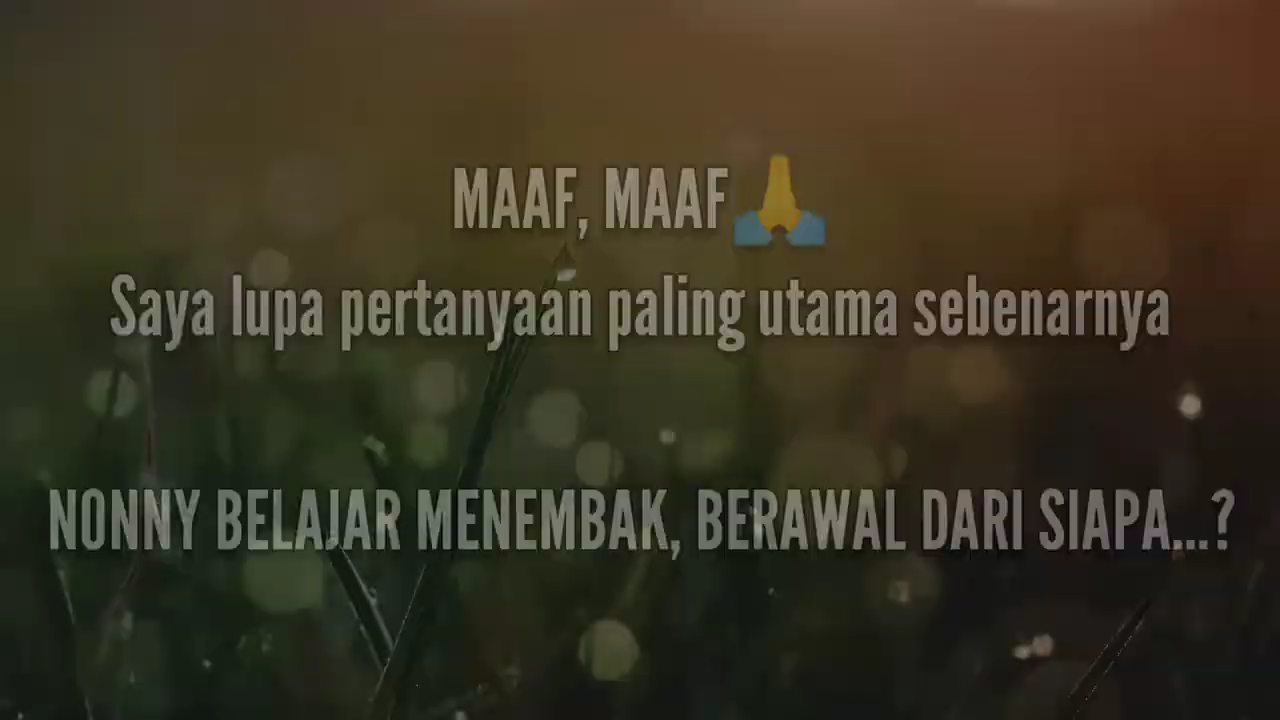 MAAF, MAAF🙏
Saya lupa pertanyaan paling utama sebenarnya
NONNY BELAJAR MENEMBAK, BERAWAL DARI SIAPA...?